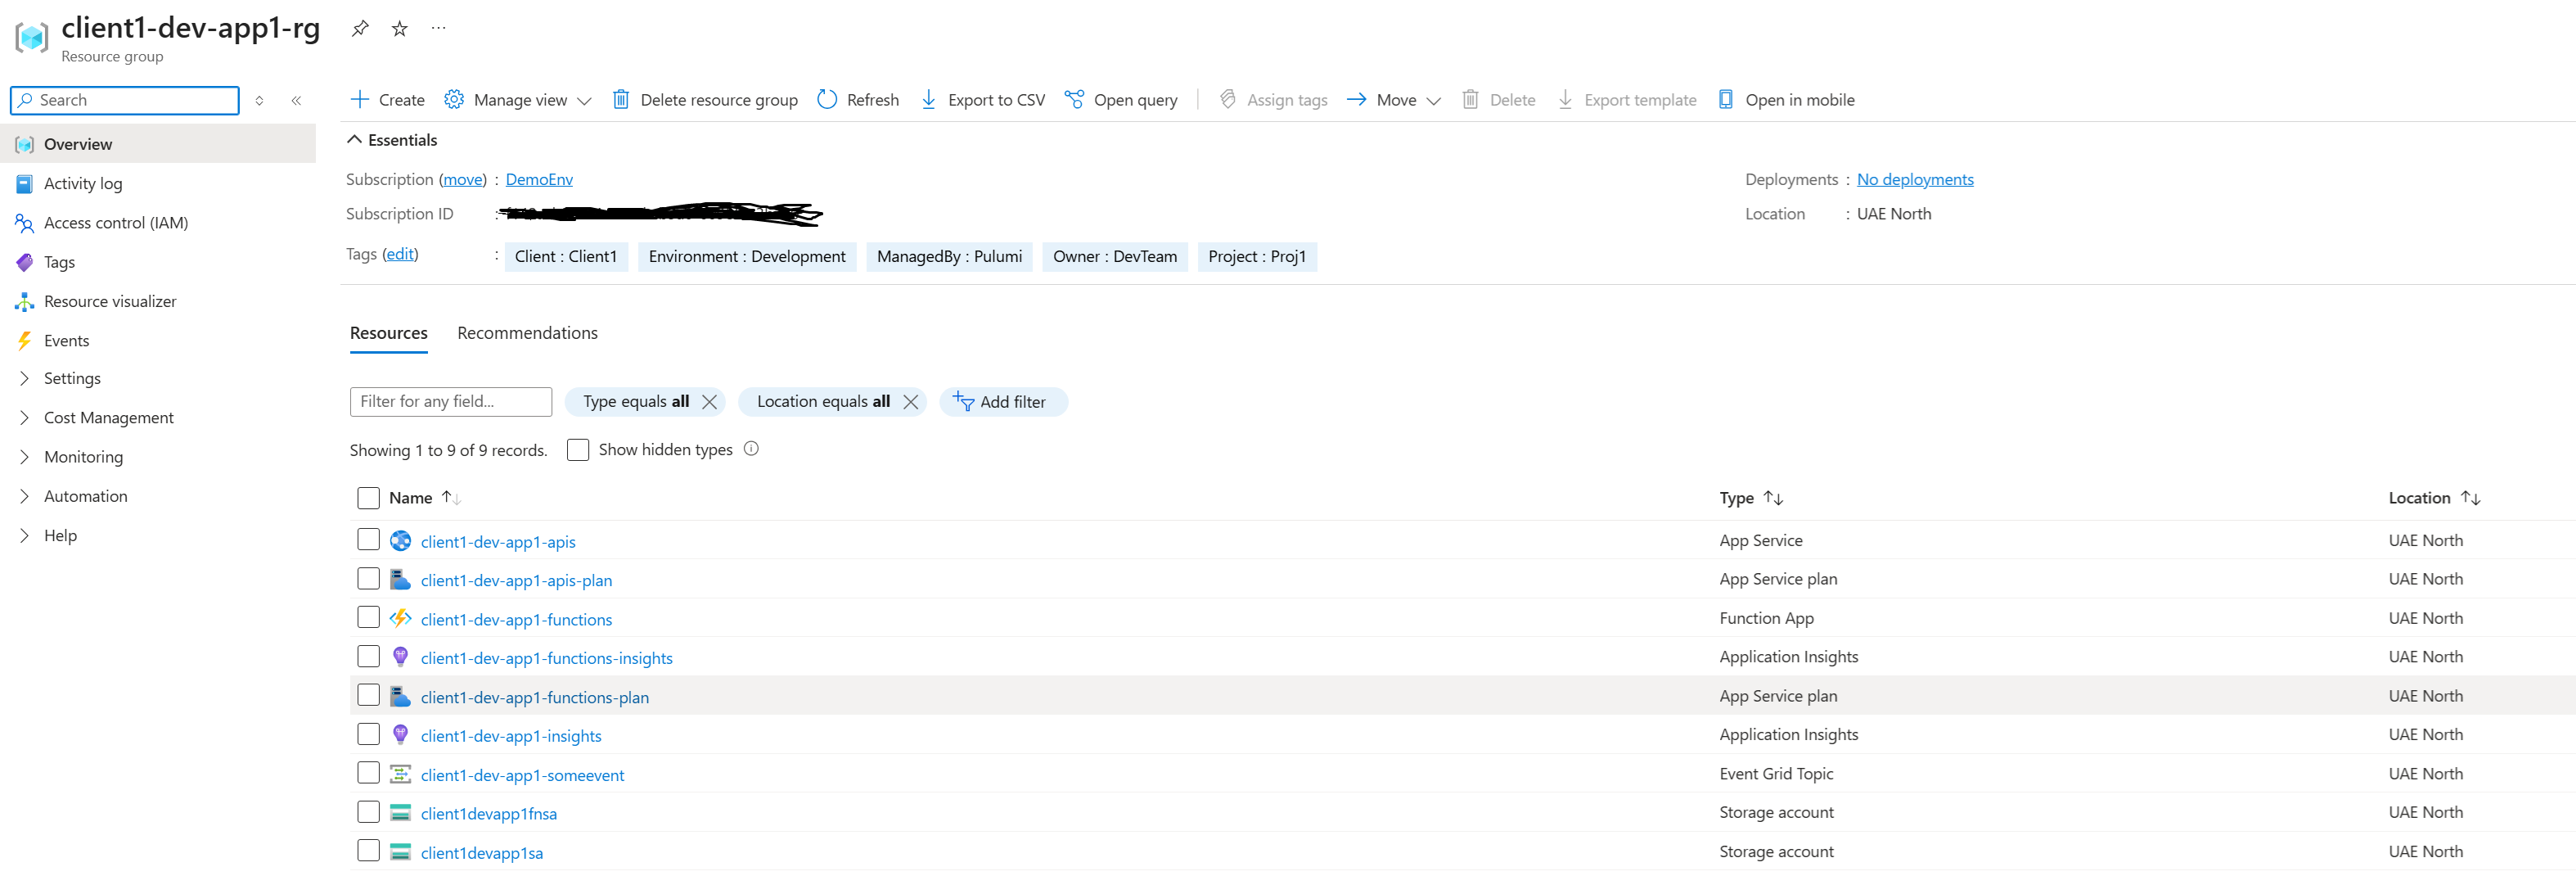 client1-dev-app1-rg
Resource group
Search
Overview
Activity log
Access control (IAM)
Tags
Resource visualizer
Events
Settings
Cost Management
Monitoring
Automation
Help
Create Manage view Delete resource group Refresh Export to CSV Open query Assign tags Move Delete Export template Open in mobile
Essentials
Subscription (move) : DemoEnv
Deployments : No deployments
Subscription ID :
Location : UAE North
Tags (edit) : Client : Client1 Environment : Development ManagedBy : Pulumi Owner : DevTeam Project : Proj1
Resources Recommendations
Filter for any field... Type equals all Location equals all Add filter
Showing 1 to 9 of 9 records. Show hidden types
Name Type Location
client1-dev-app1-apis App Service UAE North
client1-dev-app1-apis-plan App Service plan UAE North
client1-dev-app1-functions Function App UAE North
client1-dev-app1-functions-insights Application Insights UAE North
client1-dev-app1-functions-plan App Service plan UAE North
client1-dev-app1-insights Application Insights UAE North
client1-dev-app1-someevent Event Grid Topic UAE North
client1devapp1fnsa Storage account UAE North
client1devapp1sa Storage account UAE North